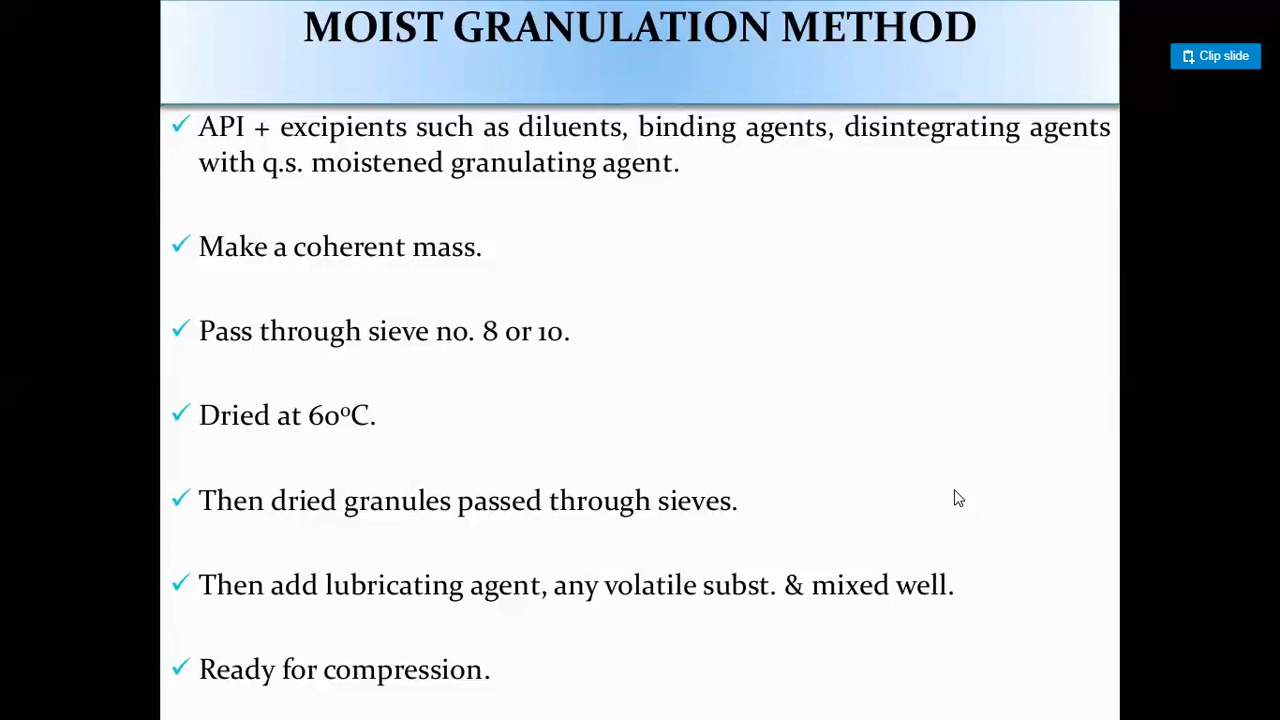 MOIST GRANULATION METHOD
Clip slide
✓ API + excipients such as diluents, binding agents, disintegrating agents
with q.s. moistened granulating agent.
✓ Make a coherent mass.
✓ Pass through sieve no. 8 or 10.
✓ Dried at 60⁰C.
✓ Then dried granules passed through sieves.
✓ Then add lubricating agent, any volatile subst. & mixed well.
✓ Ready for compression.